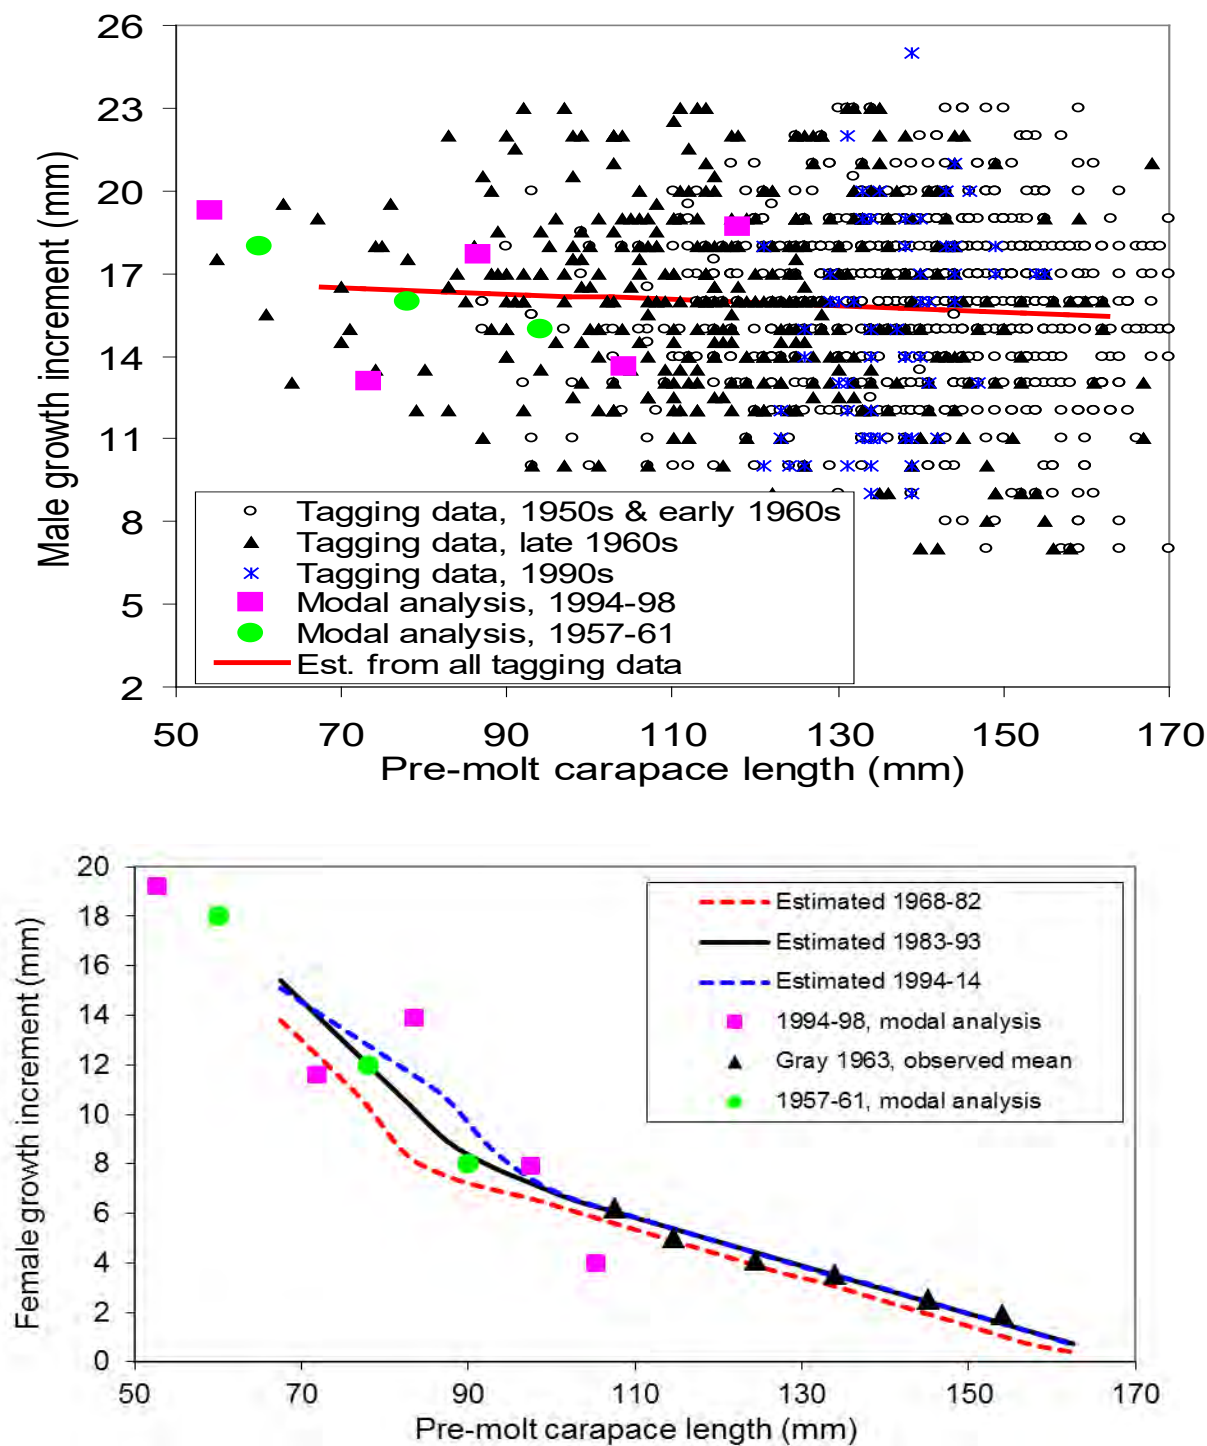 26
23
20
17
14
11
8
5
2
Male growth increment (mm)
Tagging data, 1950s & early 1960s
Tagging data, late 1960s
Tagging data, 1990s
Modal analysis, 1994-98
Modal analysis, 1957-61
Est. from all tagging data
50 70 90 110 130 150 170
Pre-molt carapace length (mm)
20
18
16
14
12
10
8
6
4
2
0
Female growth increment (mm)
Estimated 1968-82
Estimated 1983-93
Estimated 1994-14
1994-98, modal analysis
Gray 1963, observed mean
1957-61, modal analysis
50 70 90 110 130 150 170
Pre-molt carapace length (mm)